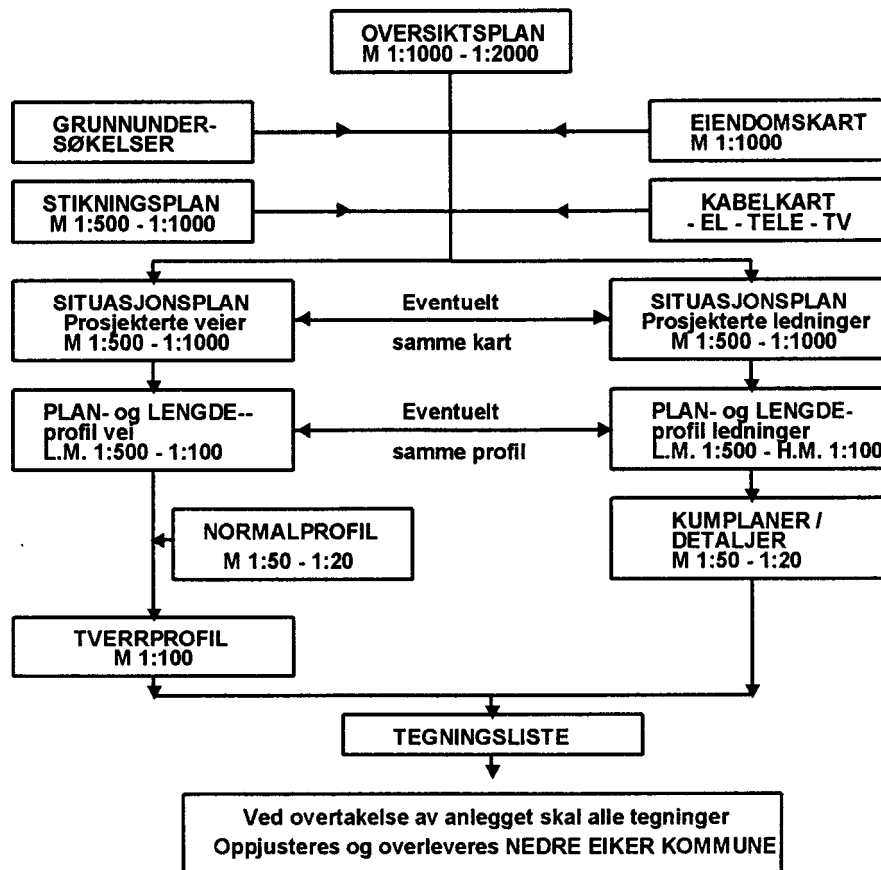 OVERSIKTSPLAN
M 1:1000 - 1:2000
GRUNNUNDER-
SØKELSER
EIENDOMSKART
M 1:1000
STIKNINGSPLAN
M 1:500 - 1:1000
KABELKART
- EL - TELE - TV
SITUASJONSPLAN
Prosjekterte veier
M 1:500 - 1:1000
Eventuelt
samme kart
SITUASJONSPLAN
Prosjekterte ledninger
M 1:500 - 1:1000
PLAN- og LENGDE--
profil vei
L.M. 1:500 - 1:100
Eventuelt
samme profil
PLAN- og LENGDE-
profil ledninger
L.M. 1:500 - H.M. 1:100
NORMALPROFIL
M 1:50 - 1:20
KUMPLANER /
DETALJER
M 1:50 - 1:20
TVERRPROFIL
M 1:100
TEGNINGSLISTE
Ved overtakelse av anlegget skal alle tegninger
Oppjusteres og overleveres NEDRE EIKER KOMMUNE